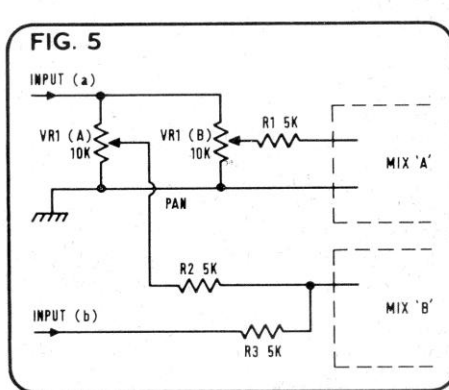 FIG. 5
INPUT (a)
VR1 (A)
10K
VR1 (B)
10K
R1 5K
MIX 'A'
PAN
R2 5K
MIX 'B'
INPUT (b)
R3 5K